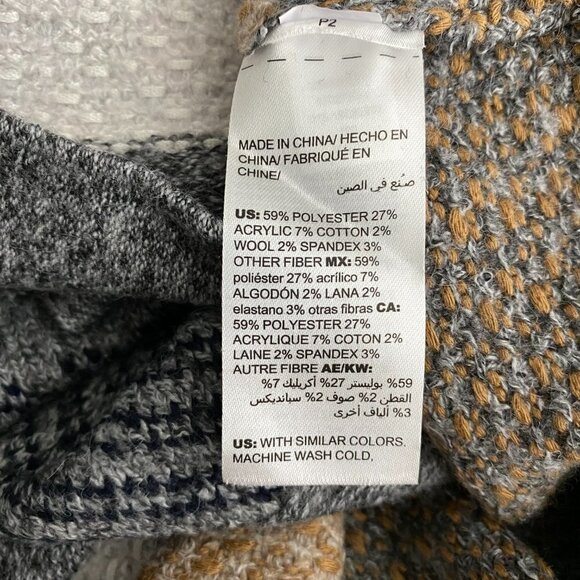 P2
MADE IN CHINA/ HECHO EN
CHINA/ FABRIQUÉ EN
CHINE/
صنع في الصين
US: 59% POLYESTER 27%
ACRYLIC 7% COTTON 2%
WOOL 2% SPANDEX 3%
OTHER FIBER MX: 59%
poliéster 27% acrílico 7%
ALGODÓN 2% LANA 2%
elastano 3% otras fibras CA:
59% POLYESTER 27%
ACRYLIQUE 7% COTON 2%
LAINE 2% SPANDEX 3%
AUTRE FIBRE AE/KW:
59% بوليستر 27% أكريليك 7%
القطن 2% صوف 2% سبانديكس
3% ألياف أخرى
US: WITH SIMILAR COLORS.
MACHINE WASH COLD,